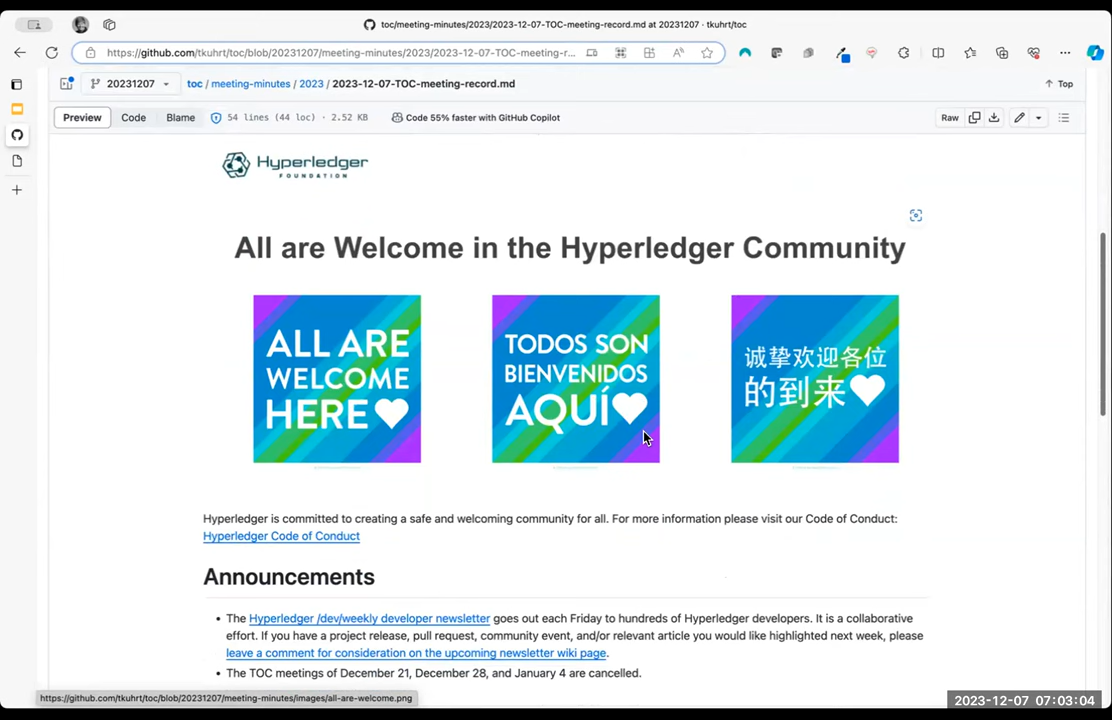 toc/meeting-minutes/2023/2023-12-07-TOC-meeting-record.md at 20231207 · tkuhrt/toc
https://github.com/tkuhrt/toc/blob/20231207/meeting-minutes/2023/2023-12-07-TOC-meeting-r...
20231207
toc / meeting-minutes / 2023 / 2023-12-07-TOC-meeting-record.md
Top
Preview Code Blame 54 lines (44 loc) · 2.52 KB Code 55% faster with GitHub Copilot Raw
Hyperledger
FOUNDATION
All are Welcome in the Hyperledger Community
ALL ARE
WELCOME
HERE
TODOS SON
BIENVENIDOS
AQUÍ
诚挚欢迎各位
的到来
Hyperledger is committed to creating a safe and welcoming community for all. For more information please visit our Code of Conduct:
Hyperledger Code of Conduct
Announcements
• The Hyperledger /dev/weekly developer newsletter goes out each Friday to hundreds of Hyperledger developers. It is a collaborative
effort. If you have a project release, pull request, community event, and/or relevant article you would like highlighted next week, please
leave a comment for consideration on the upcoming newsletter wiki page.
• The TOC meetings of December 21, December 28, and January 4 are cancelled.
https://github.com/tkuhrt/toc/blob/20231207/meeting-minutes/images/all-are-welcome.png
2023-12-07 07:03:04